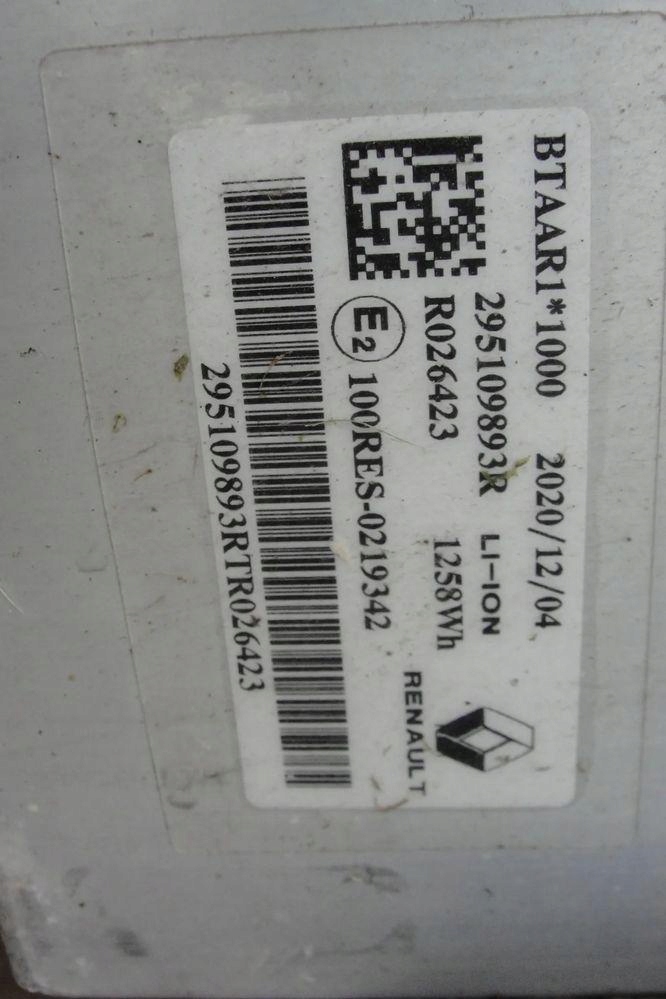 BTAAR1*1000 2020/12/04
295109893R LI-ION
R026423 1258Wh
RENAULT
E2 100RES-0219342
295109893RTR026423